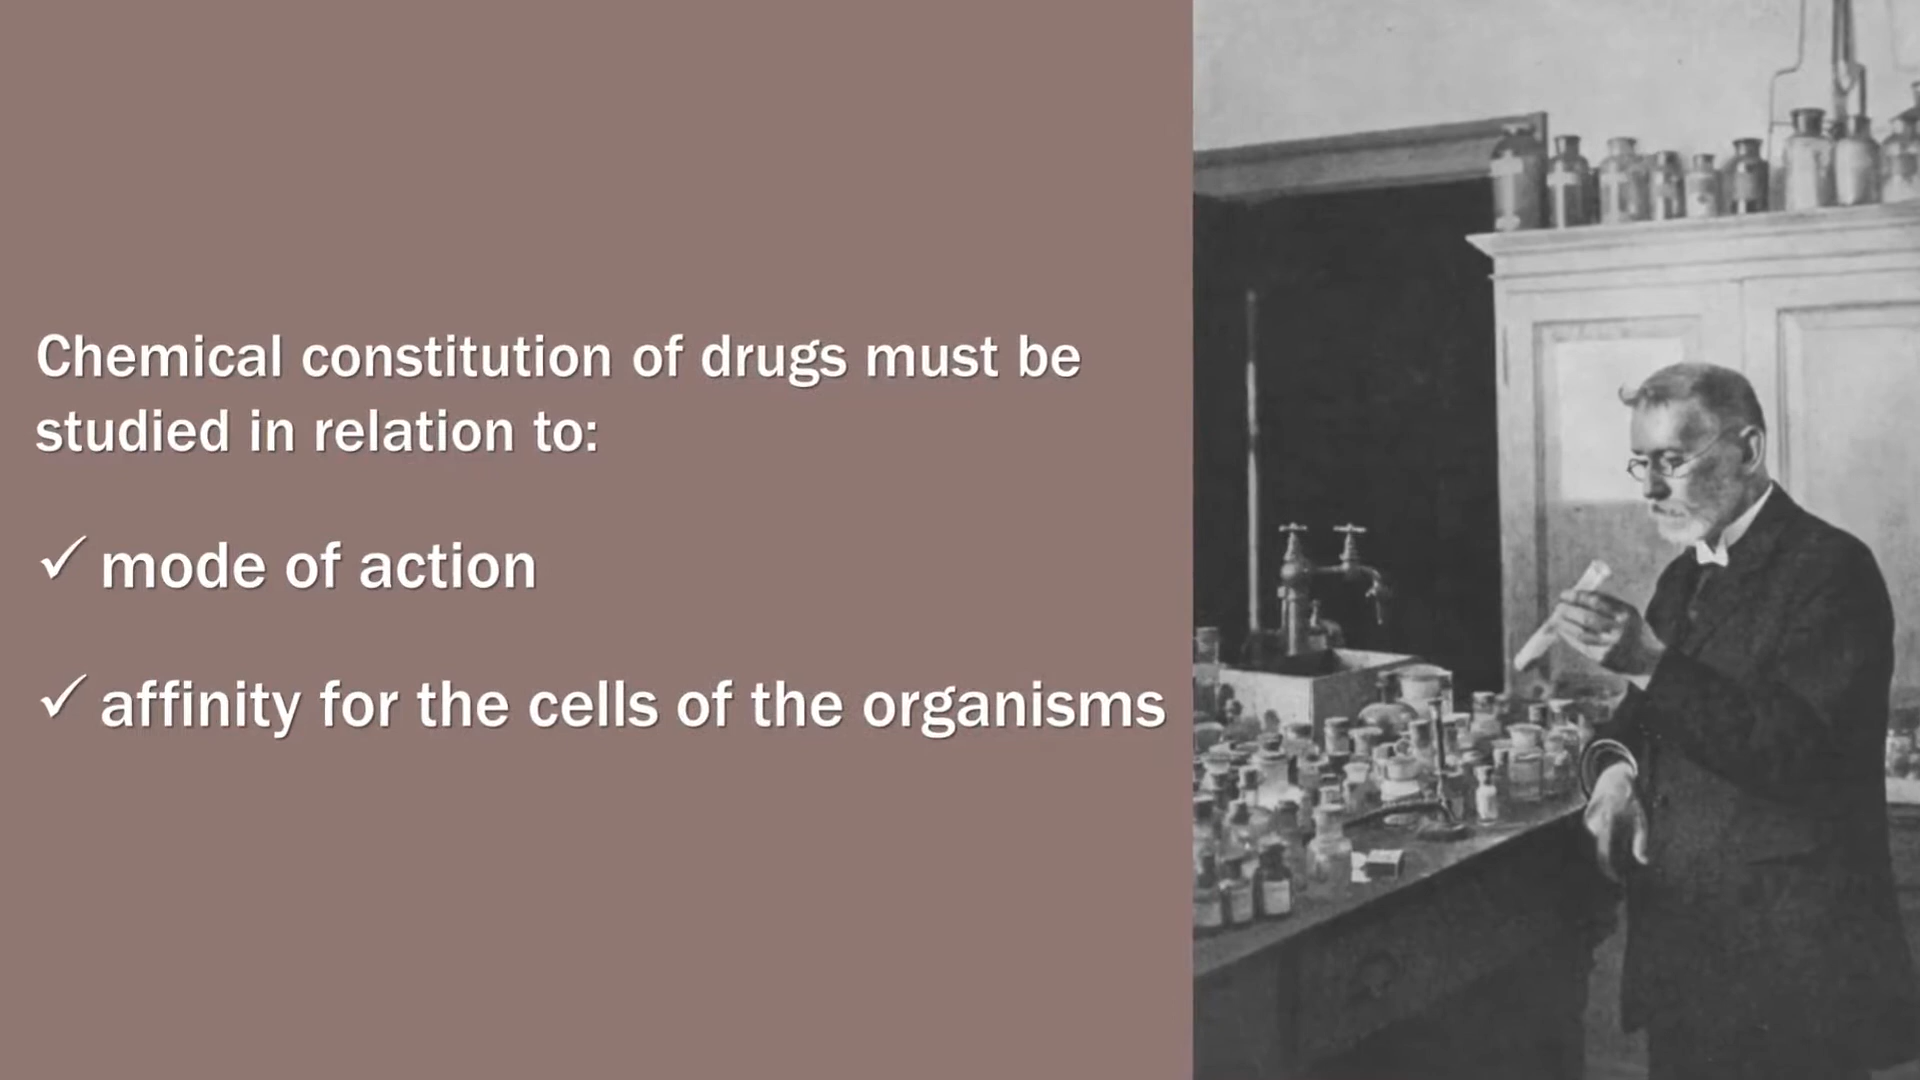 Chemical constitution of drugs must be
studied in relation to:
✓ mode of action
✓ affinity for the cells of the organisms